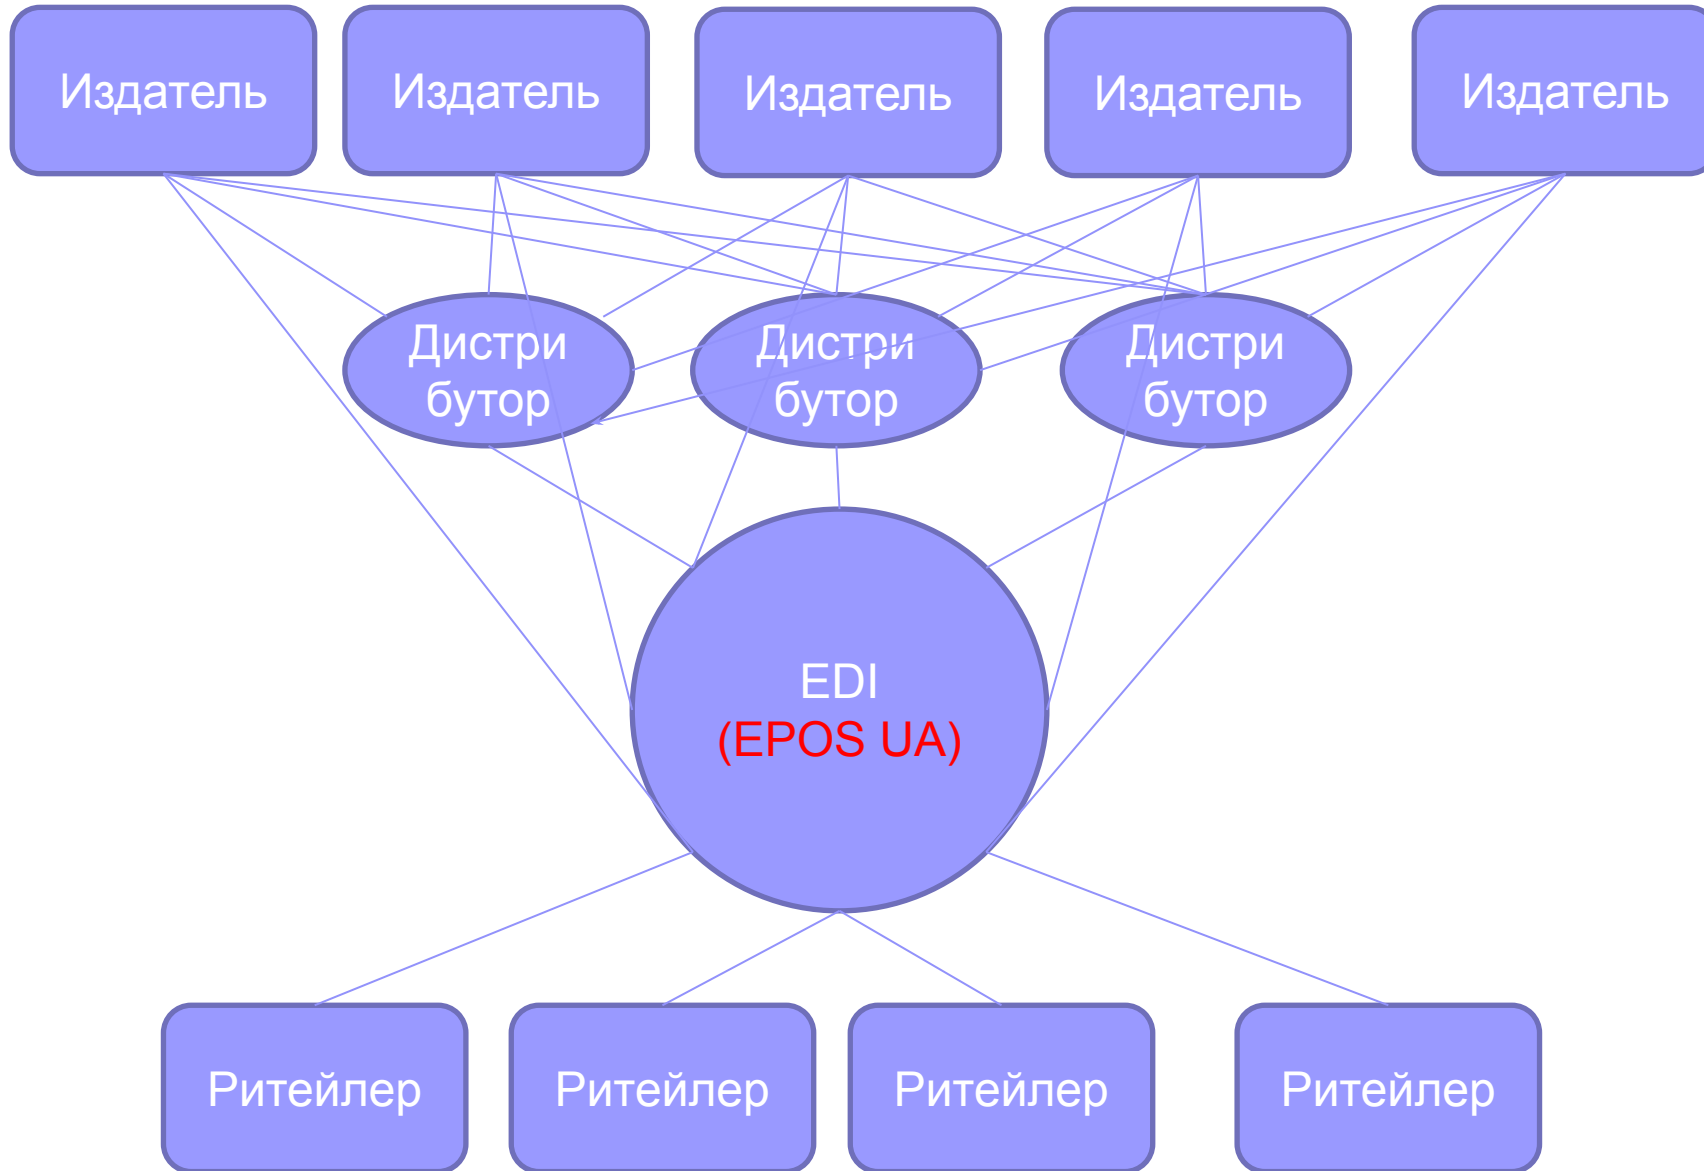 Издатель
Издатель
Издатель
Издатель
Издатель
Дистри
бутор
Дистри
бутор
Дистри
бутор
EDI
(EPOS UA)
Ритейлер
Ритейлер
Ритейлер
Ритейлер